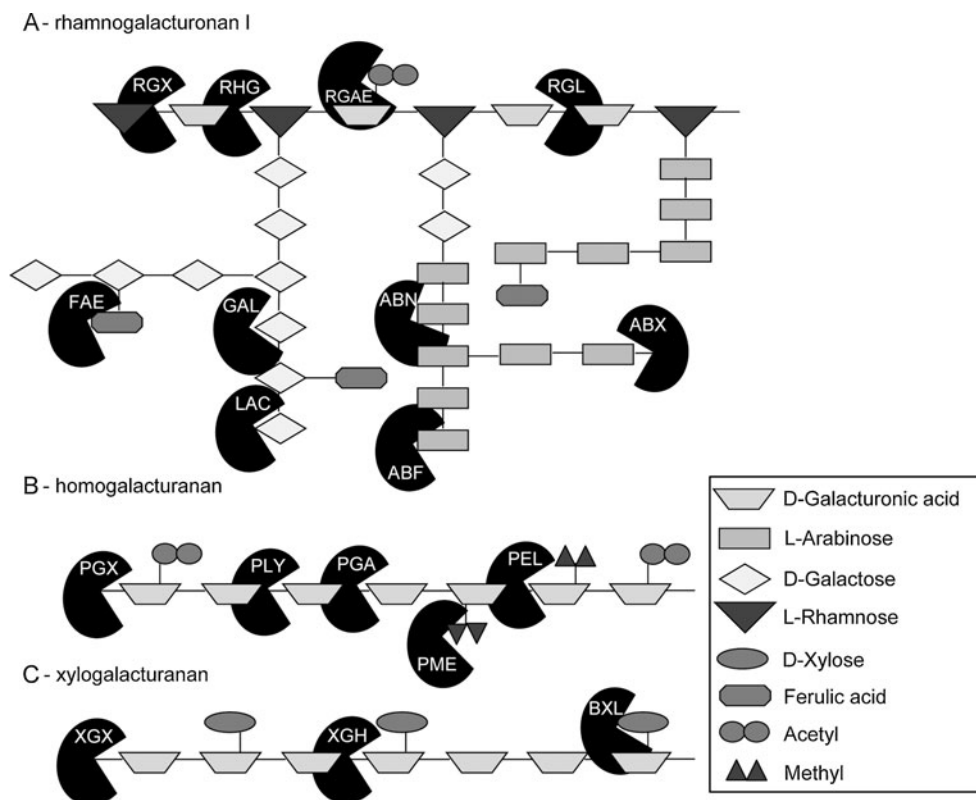 A - rhamnogalacturonan I
RGX
RHG
RGAE
RGL
FAE
GAL
ABN
ABX
LAC
ABF
B - homogalacturanan
PGX
PLY
PGA
PEL
PME
C - xylogalacturanan
XGX
XGH
BXL
D-Galacturonic acid
L-Arabinose
D-Galactose
L-Rhamnose
D-Xylose
Ferulic acid
Acetyl
Methyl